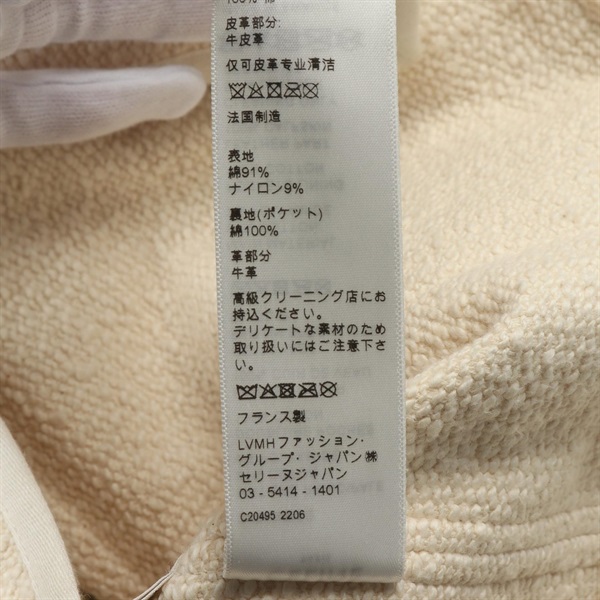 100% 棉
皮革部分:
牛皮革
仅可皮革专业清洁
法国制造
表地
綿91%
ナイロン9%
裏地(ポケット)
綿100%
革部分
牛革
高級クリーニング店にお
持込ください。
デリケートな素材のため
取り扱いにはご注意下さ
い。
フランス製
LVMHファッション・
グループ・ジャパン㈱
セリーヌジャパン
03 - 5414 - 1401
C20495 2206